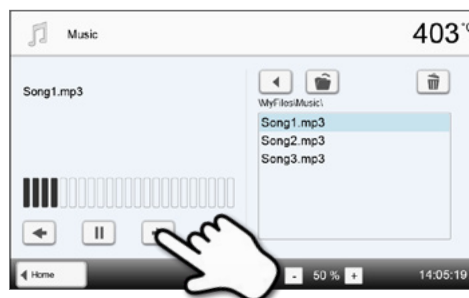 Music
403 °C
Song1.mp3
\MyFiles\Music\
Song1.mp3
Song2.mp3
Song3.mp3
Home
- 50 % +
14:05:19